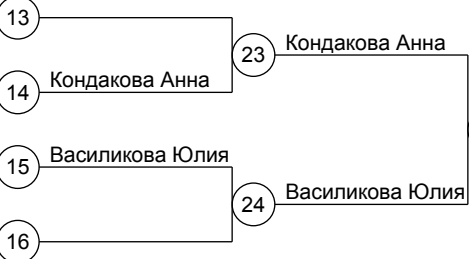 13
23 Кондакова Анна
14 Кондакова Анна
15 Василикова Юлия
24 Василикова Юлия
16